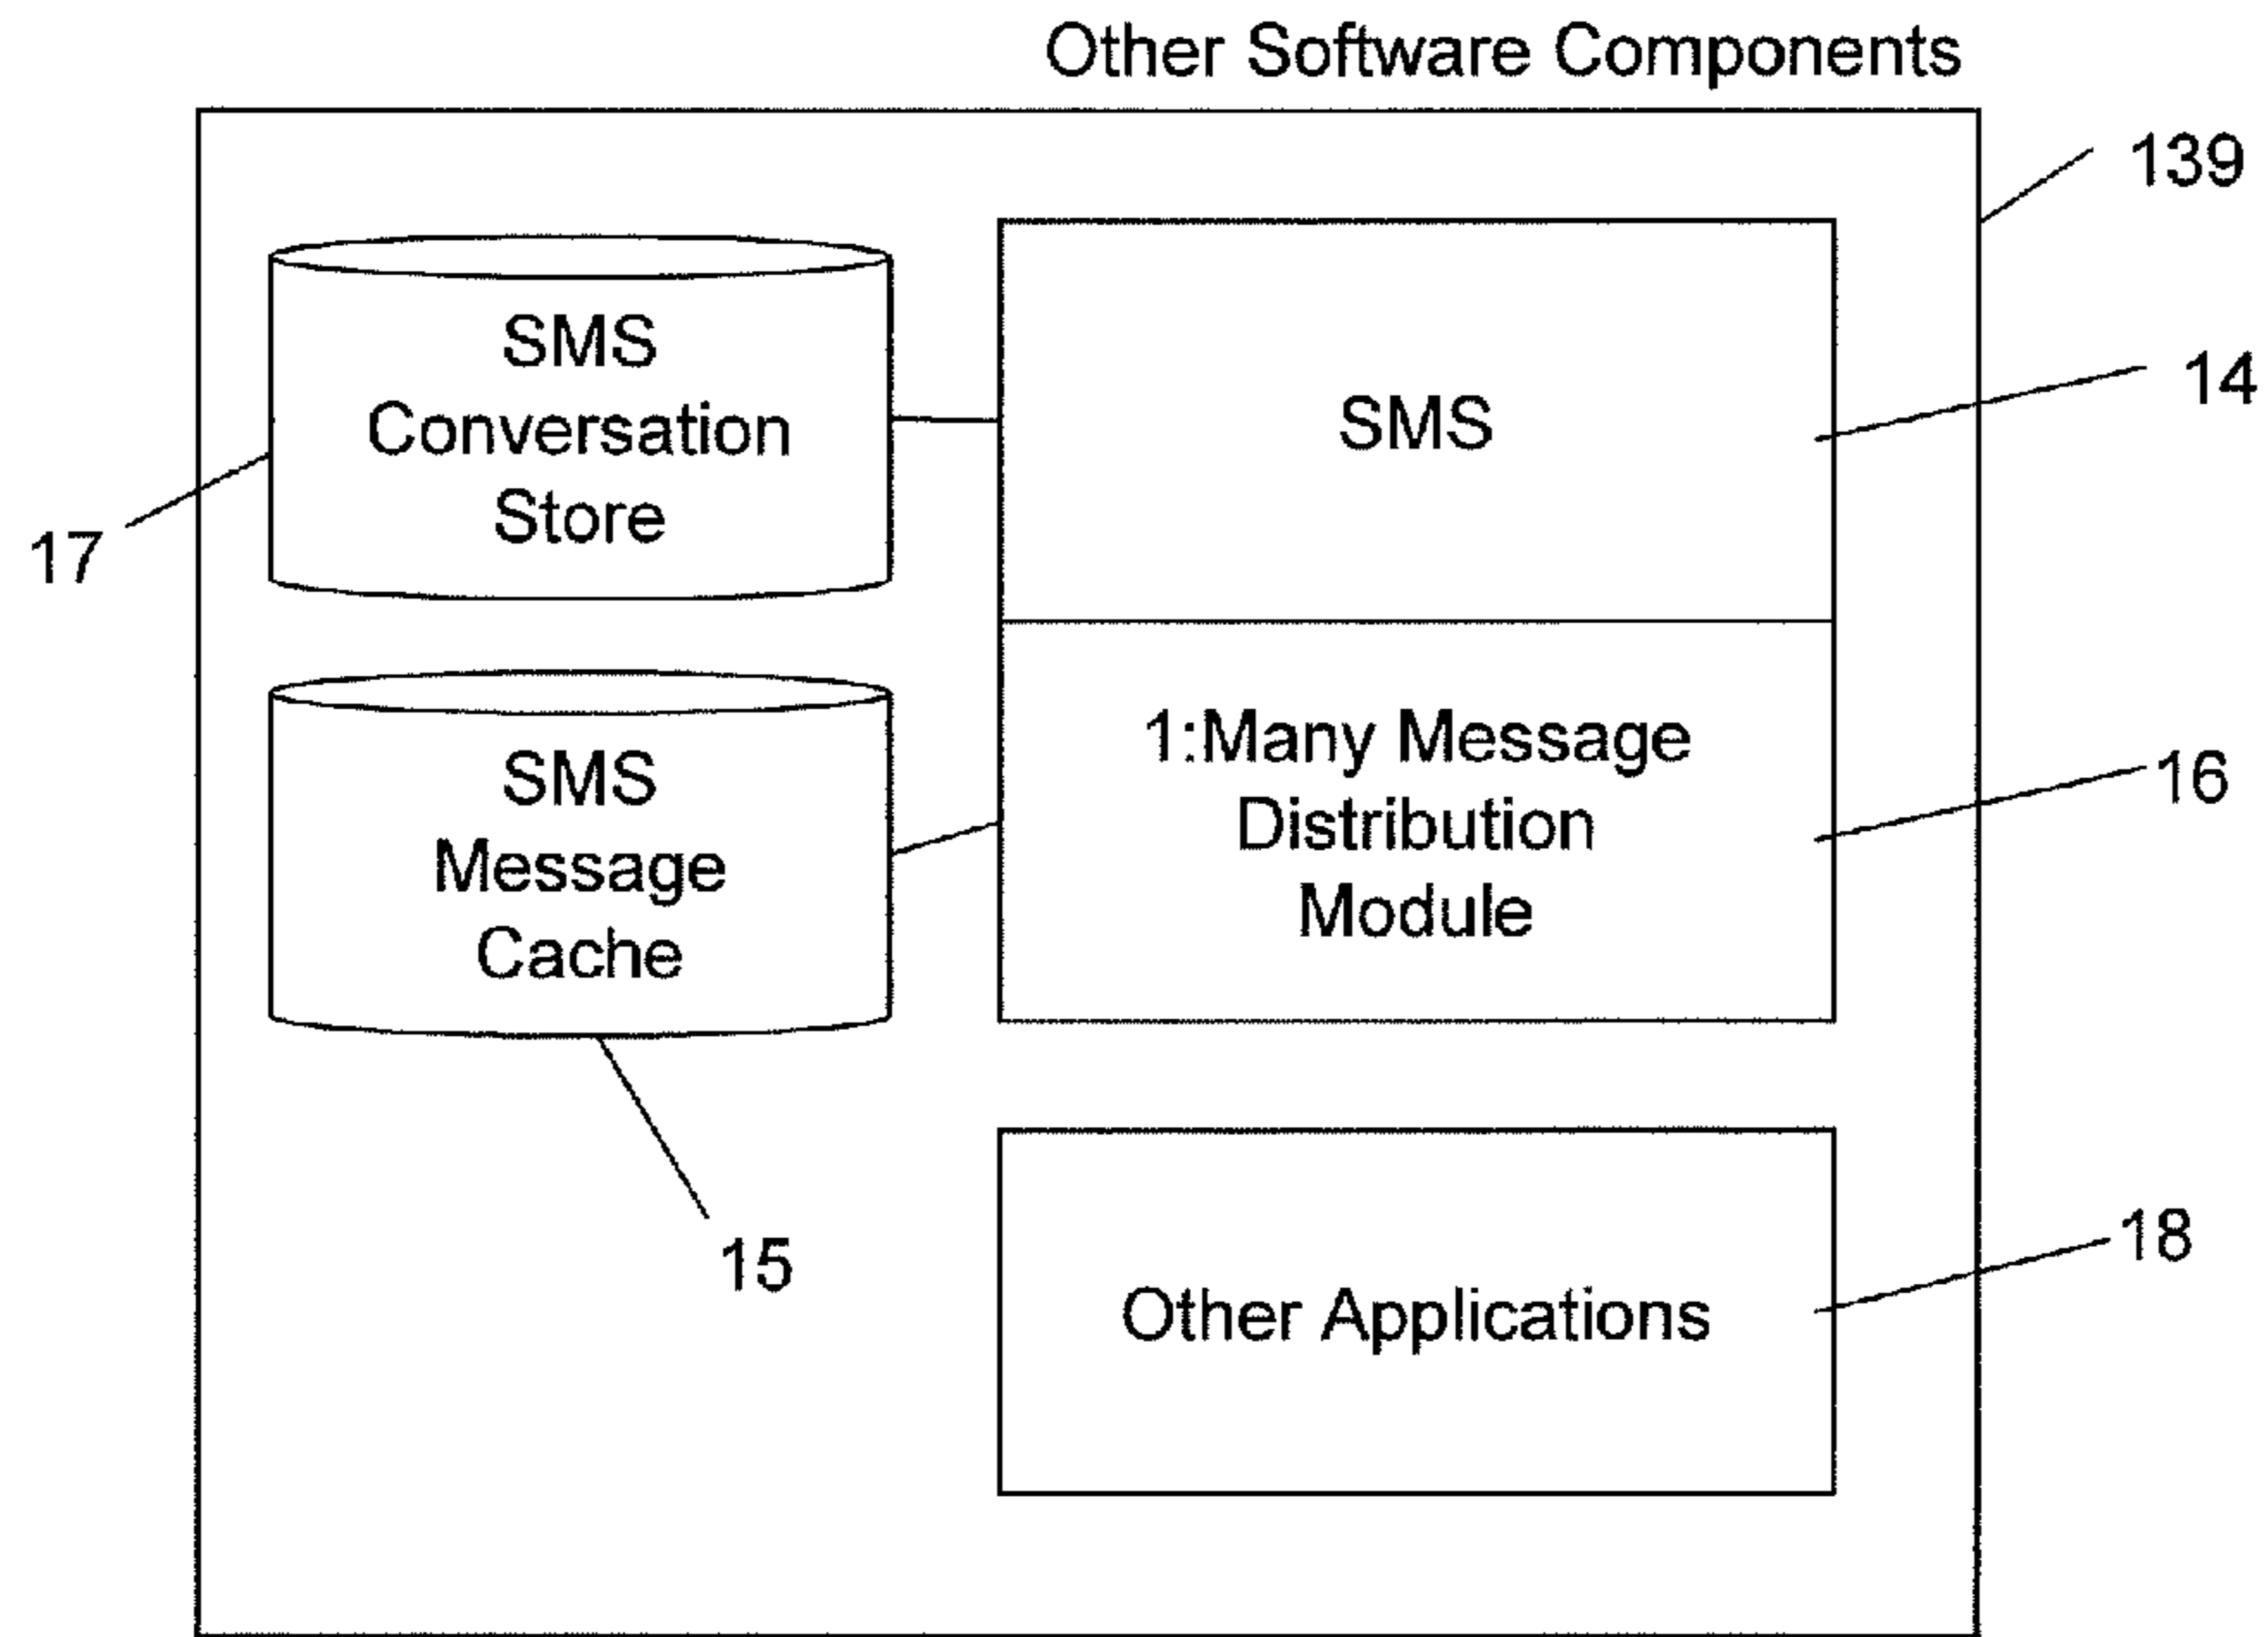 Other Software Components
139
SMS
Conversation
Store
17
SMS
14
SMS
Message
Cache
15
1:Many Message
Distribution
Module
16
Other Applications
18